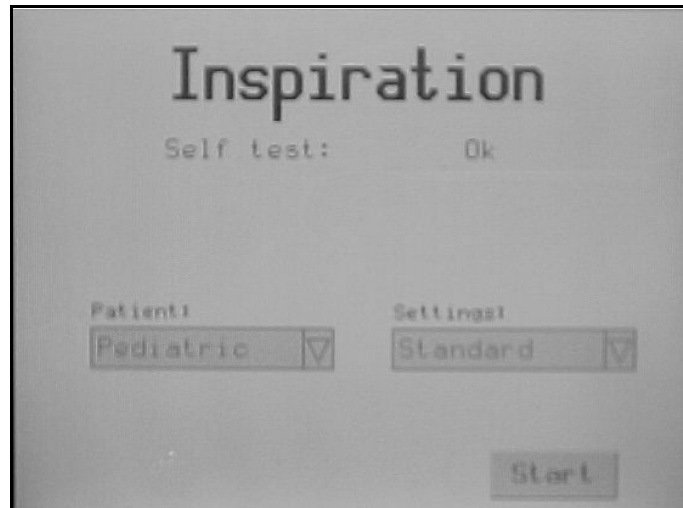 Inspiration
Self test: Ok
Patient: Settings:
Pediatric Standard
Start